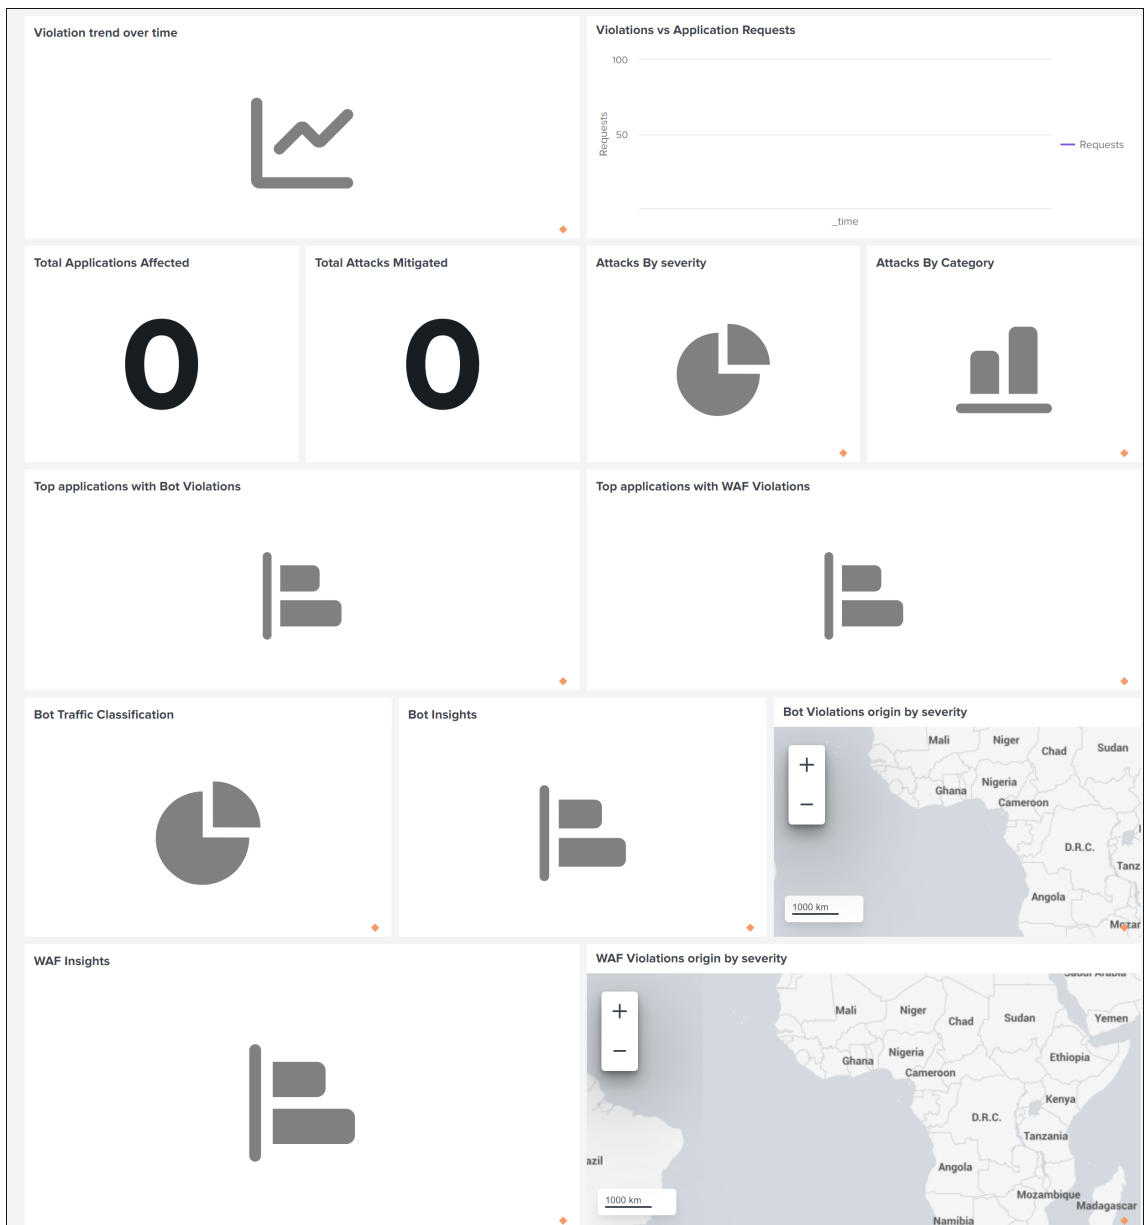 Violation trend over time
Violations vs Application Requests
100
Requests
50
Requests
_time
Total Applications Affected
Total Attacks Mitigated
Attacks By severity
Attacks By Category
0
0
Top applications with Bot Violations
Top applications with WAF Violations
Bot Traffic Classification
Bot Insights
Bot Violations origin by severity
+
−
Mali
Niger
Chad
Sudan
Nigeria
Ghana
Cameroon
D.R.C.
Tanz
Angola
1000 km
Mozar
WAF Insights
WAF Violations origin by severity
Saudi Arabia
+
−
Mali
Niger
Chad
Sudan
Yemen
Nigeria
Ghana
Ethiopia
Cameroon
Kenya
D.R.C.
Tanzania
azil
Angola
1000 km
Mozambique
Madagascar
Namibia